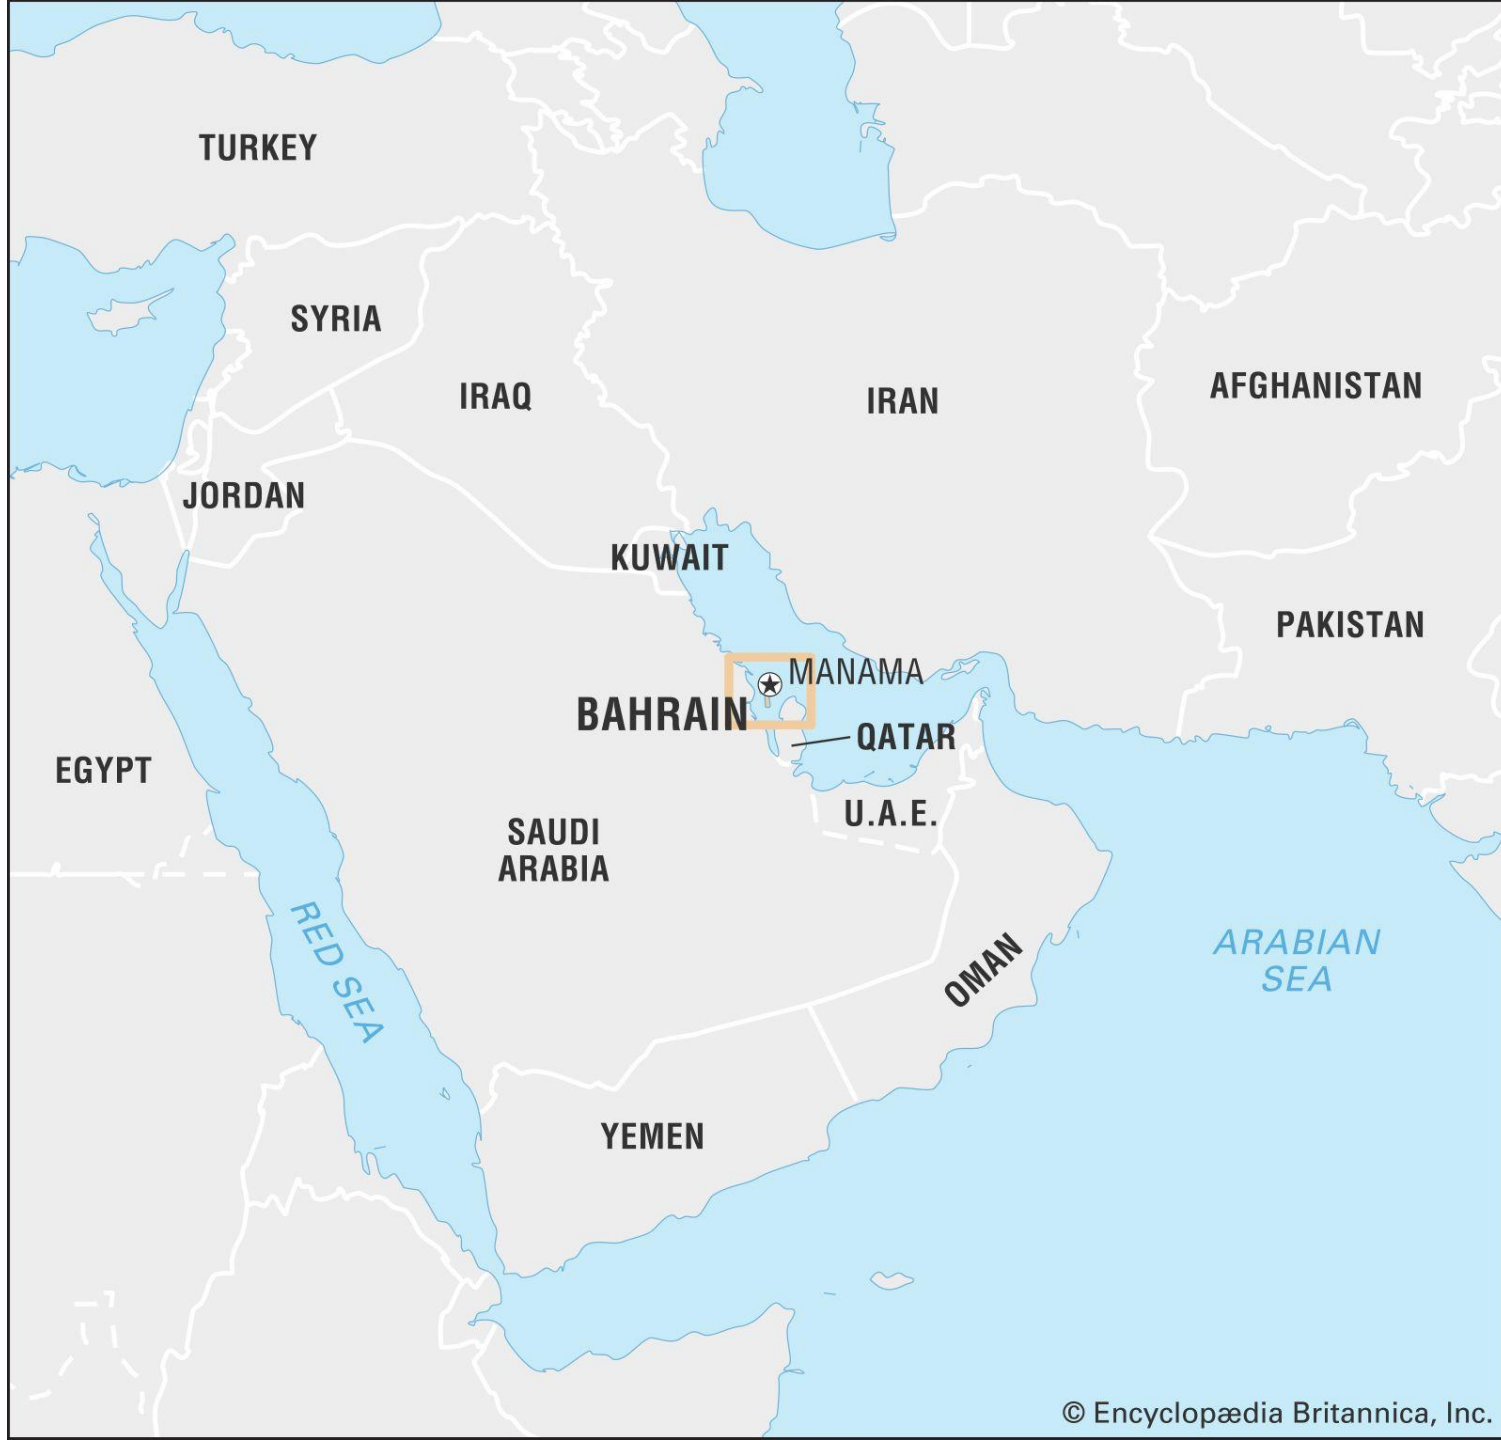 TURKEY
SYRIA
IRAQ
IRAN
AFGHANISTAN
JORDAN
KUWAIT
PAKISTAN
MANAMA
BAHRAIN
QATAR
EGYPT
U.A.E.
SAUDI
ARABIA
RED SEA
OMAN
ARABIAN
SEA
YEMEN
© Encyclopædia Britannica, Inc.